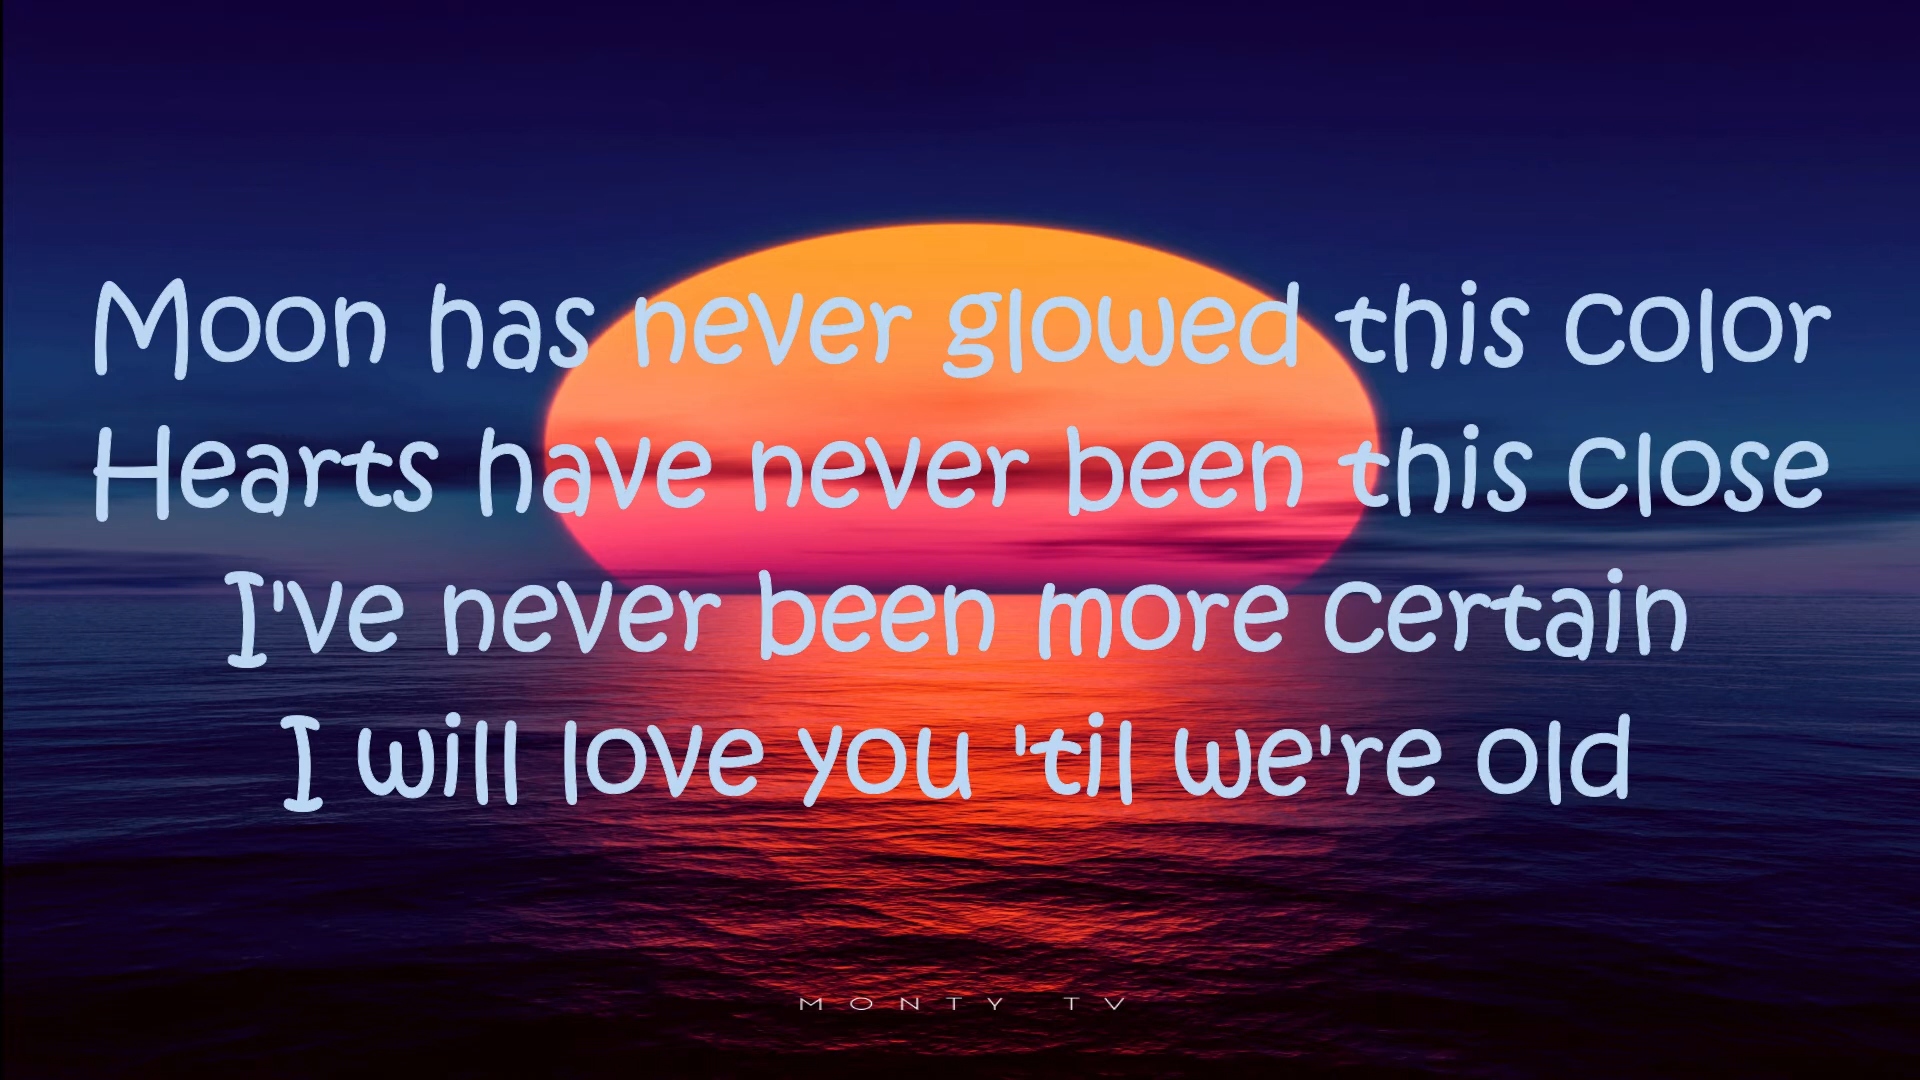 Moon has never glowed this color
Hearts have never been this close
I've never been more certain
I will love you 'til we're old
MONTY TV